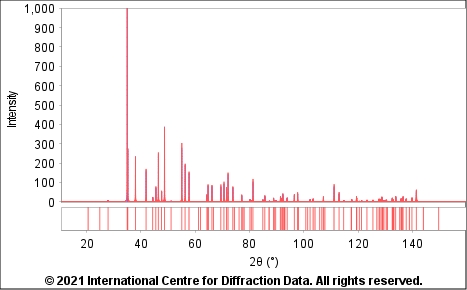 1,000
900
800
700
600
500
400
300
200
100
0
Intensity
20 40 60 80 100 120 140
2θ (°)
© 2021 International Centre for Diffraction Data. All rights reserved.